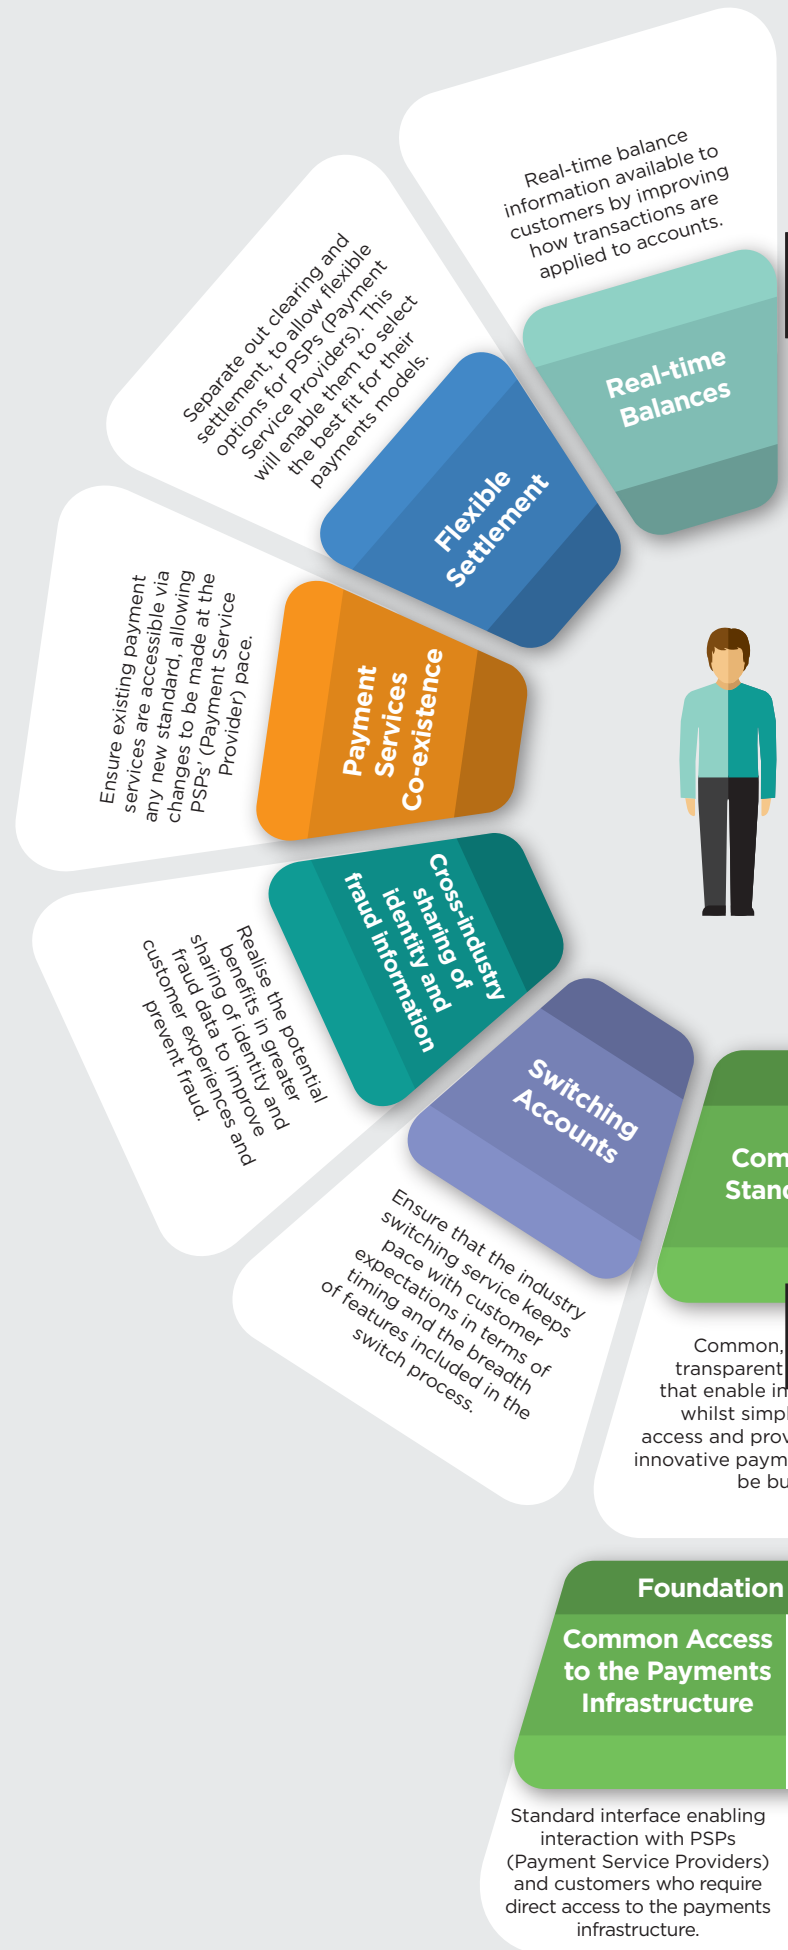 Real-time balance
information available to
customers by improving
how transactions are
applied to accounts.
Real-time
Balances
Separate out clearing and
settlement, to allow flexible
options for PSPs (Payment
Service Providers). This
will enable them to select
the best fit for their
payments models.
Flexible
Settlement
Ensure existing payment
services are accessible via
any new standard, allowing
changes to be made at the
PSPs' (Payment Service
Provider) pace.
Payment
Services
Co-existence
Cross-industry
sharing of
identity and
fraud information
Realise the potential
benefits in greater
sharing of identity and
fraud data to improve
customer experiences and
prevent fraud.
Switching
Accounts
Ensure that the industry
switching service keeps
pace with customer
expectations in terms of
timing and the breadth
of features included in the
switch process.
Common,
transparent
that enable
whilst
access and
innovative
be
Foundation
Common Access
to the Payments
Infrastructure
Standard interface enabling
interaction with PSPs
(Payment Service Providers)
and customers who require
direct access to the payments
infrastructure.